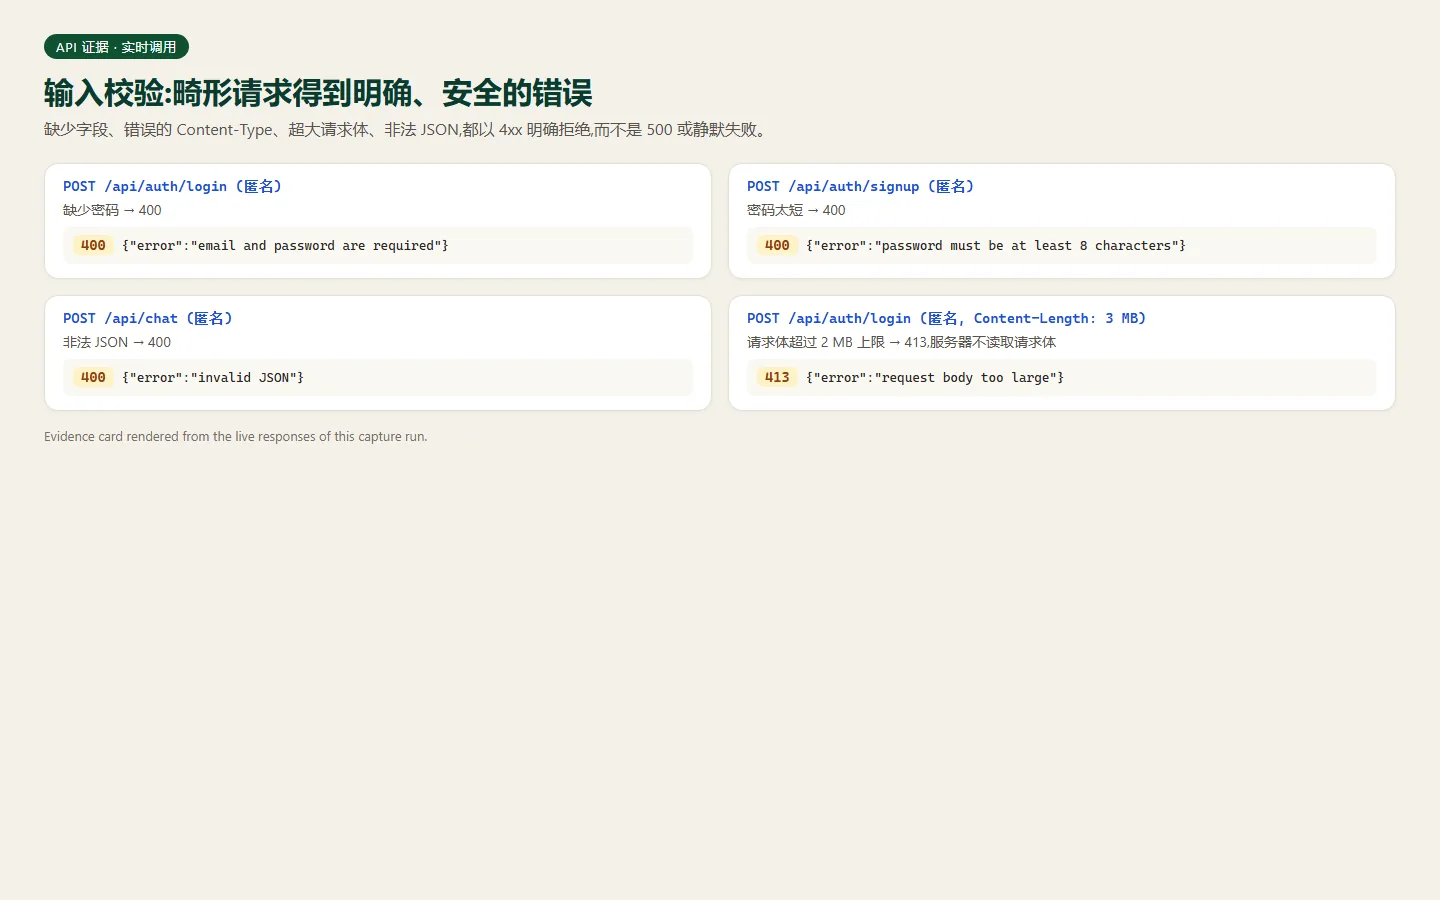 API 证据 · 实时调用
输入校验:畸形请求得到明确、安全的错误
缺少字段、错误的 Content-Type、超大请求体、非法 JSON,都以 4xx 明确拒绝,而不是 500 或静默失败。
POST /api/auth/login (匿名)
缺少密码 → 400
400 {"error":"email and password are required"}
POST /api/auth/signup (匿名)
密码太短 → 400
400 {"error":"password must be at least 8 characters"}
POST /api/chat (匿名)
非法 JSON → 400
400 {"error":"invalid JSON"}
POST /api/auth/login (匿名, Content-Length: 3 MB)
请求体超过 2 MB 上限 → 413,服务器不读取请求体
413 {"error":"request body too large"}
Evidence card rendered from the live responses of this capture run.